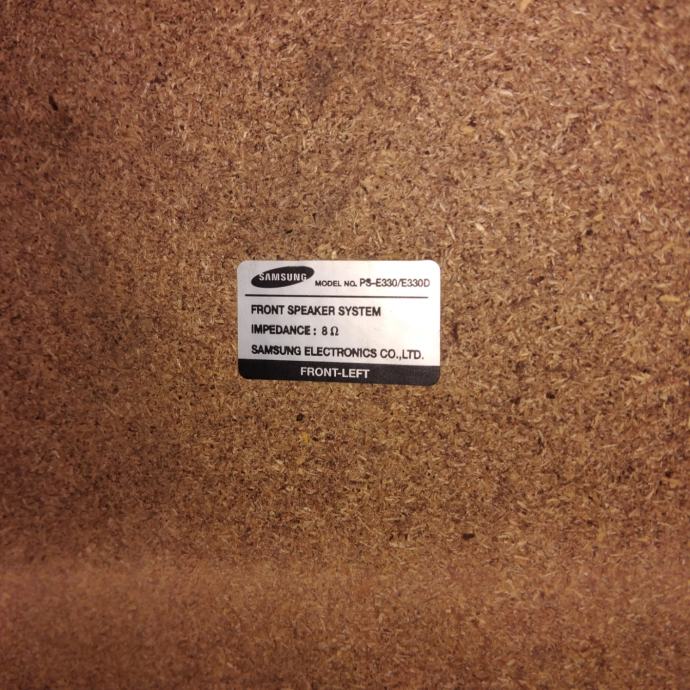 SAMSUNG MODEL NO. PS-E330/E330D
FRONT SPEAKER SYSTEM
IMPEDANCE : 8 Ω
SAMSUNG ELECTRONICS CO.,LTD.
FRONT-LEFT